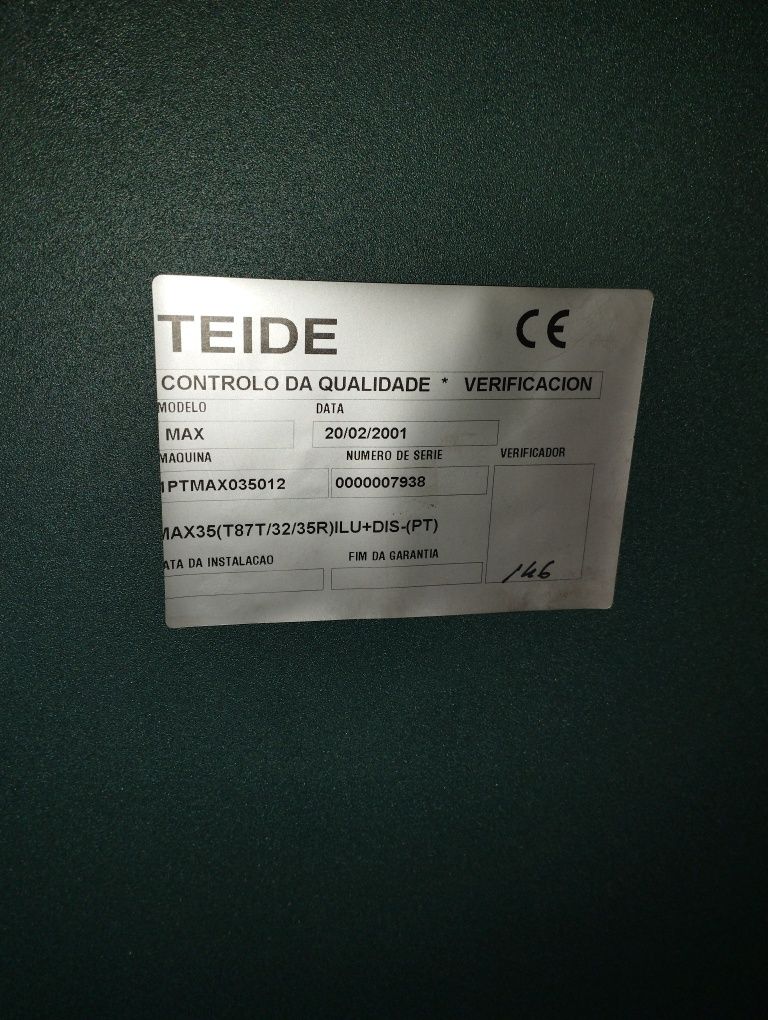 TEIDE CE
CONTROLO DA QUALIDADE * VERIFICACION
MODELO DATA
MAX 20/02/2001
MAQUINA NUMERO DE SERIE VERIFICADOR
1PTMAX035012 0000007938
MAX35(T87T/32/35R)ILU+DIS-(PT)
ATA DA INSTALACAO FIM DA GARANTIA
146